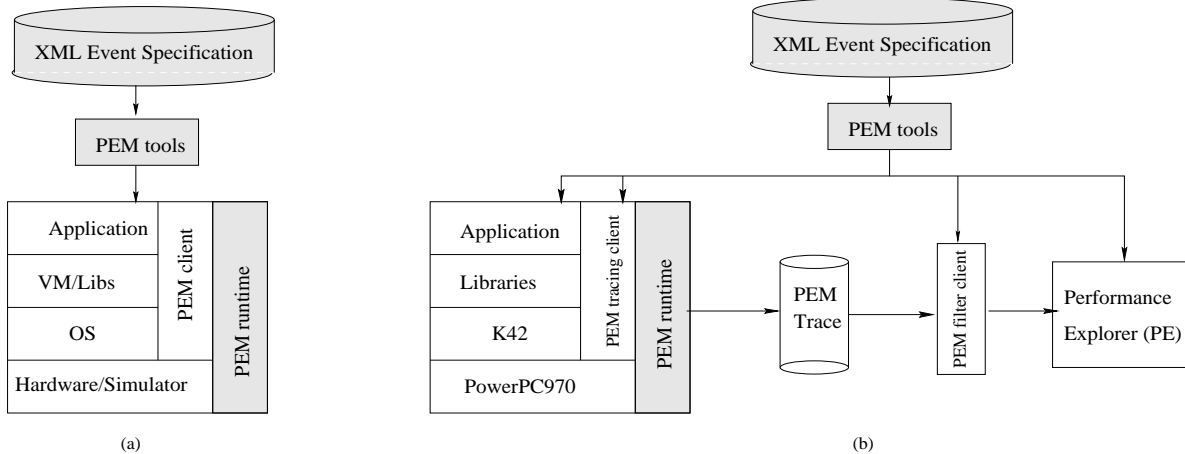 XML Event Specification
PEM tools
Application
VM/Libs
OS
Hardware/Simulator
PEM client
PEM runtime
(a)
XML Event Specification
PEM tools
Application
Libraries
K42
PowerPC970
PEM tracing client
PEM runtime
PEM
Trace
PEM filter client
Performance
Explorer (PE)
(b)